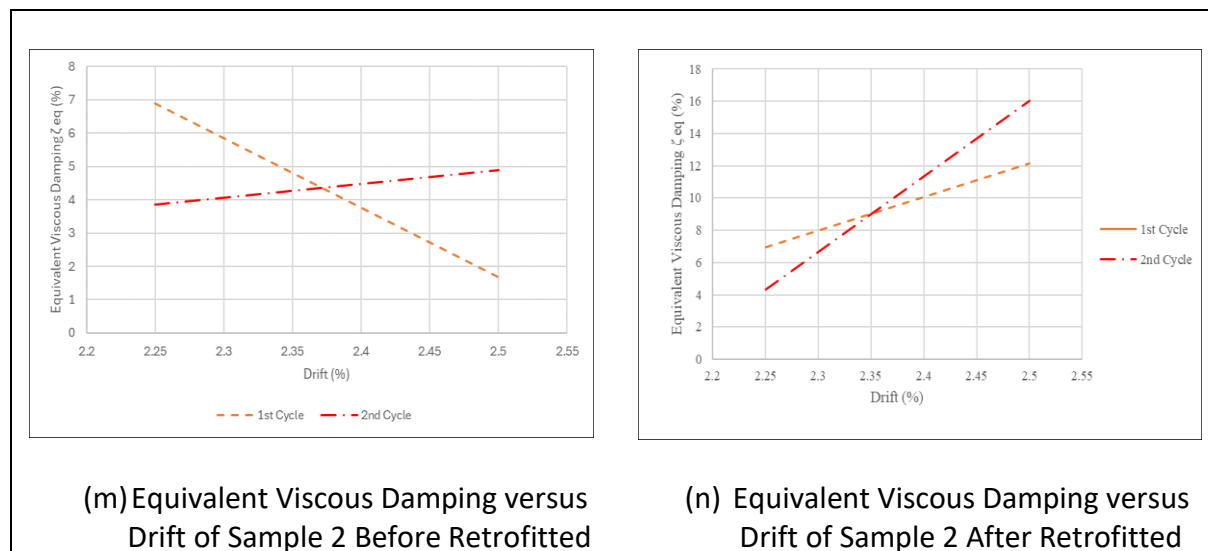 8
7
6
5
4
3
2
1
0
Equivalent Viscous Damping ζ eq (%)
2.2 2.25 2.3 2.35 2.4 2.45 2.5 2.55
Drift (%)
1st Cycle 2nd Cycle
(m) Equivalent Viscous Damping versus
Drift of Sample 2 Before Retrofitted
18
16
14
12
10
8
6
4
2
0
Equivalent Viscous Damping ζ eq (%)
2.2 2.25 2.3 2.35 2.4 2.45 2.5 2.55
Drift (%)
1st Cycle
2nd Cycle
(n) Equivalent Viscous Damping versus
Drift of Sample 2 After Retrofitted